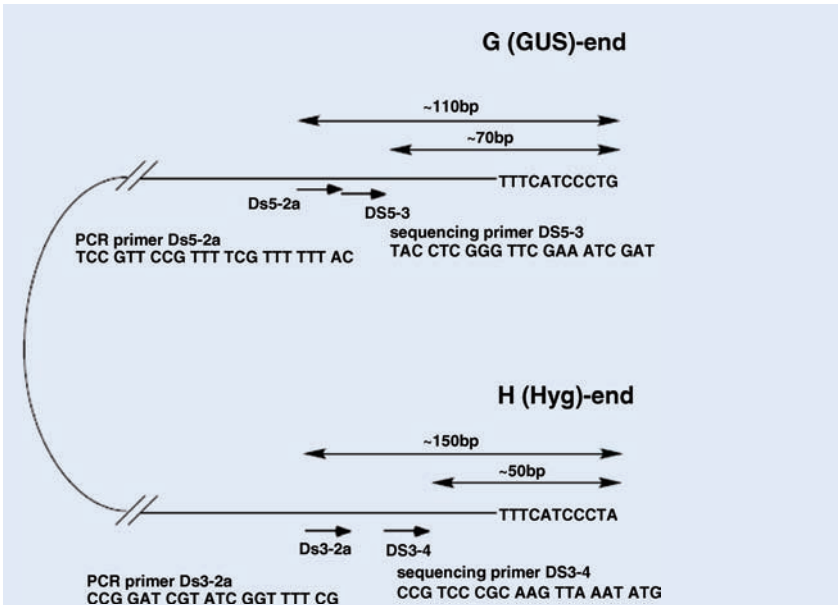 G (GUS)-end
~110bp
~70bp
TTTCATCCCTG
Ds5-2a
DS5-3
PCR primer Ds5-2a
TCC GTT CCG TTT TCG TTT TTT AC
sequencing primer DS5-3
TAC CTC GGG TTC GAA ATC GAT
H (Hyg)-end
~150bp
~50bp
TTTCATCCCTA
Ds3-2a
DS3-4
PCR primer Ds3-2a
CCG GAT CGT ATC GGT TTT CG
sequencing primer DS3-4
CCG TCC CGC AAG TTA AAT ATG